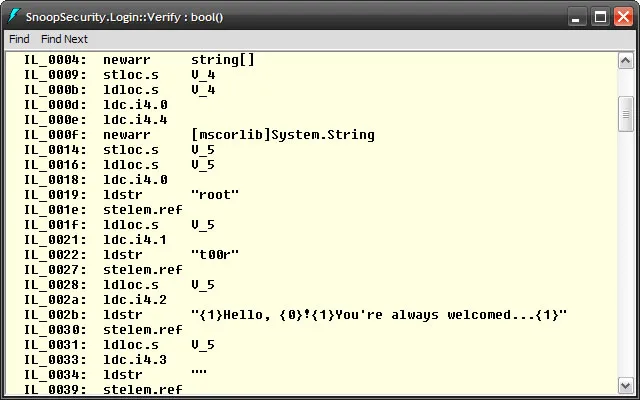 SnoopSecurity.Login::Verify : bool()
Find Find Next
IL_0004: newarr string[]
IL_0009: stloc.s V_4
IL_000b: ldloc.s V_4
IL_000d: ldc.i4.0
IL_000e: ldc.i4.4
IL_000f: newarr [mscorlib]System.String
IL_0014: stloc.s V_5
IL_0016: ldloc.s V_5
IL_0018: ldc.i4.0
IL_0019: ldstr "root"
IL_001e: stelem.ref
IL_001f: ldloc.s V_5
IL_0021: ldc.i4.1
IL_0022: ldstr "t00r"
IL_0027: stelem.ref
IL_0028: ldloc.s V_5
IL_002a: ldc.i4.2
IL_002b: ldstr "{1}Hello, {0}!{1}You're always welcomed...{1}"
IL_0030: stelem.ref
IL_0031: ldloc.s V_5
IL_0033: ldc.i4.3
IL_0034: ldstr ""
IL_0039: stelem.ref